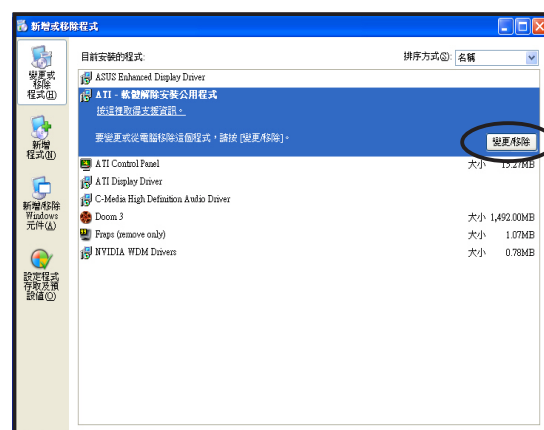 新增或移除程式
變更或
移除
程式(H)
新增
程式(N)
新增/移除
Windows
元件(A)
設定程式
存取及預
設值(O)
目前安裝的程式:
排序方式(S): 名稱
ASUS Enhanced Display Driver
ATI - 軟體解除安裝公用程式
按這裡取得支援資訊。
要變更或從電腦移除這個程式，請按 [變更/移除]。
變更/移除
ATI Control Panel 大小 15.27MB
ATI Display Driver
C-Media High Definition Audio Driver
Doom 3 大小 1,492.00MB
Fraps (remove only) 大小 1.07MB
NVIDIA WDM Drivers 大小 0.78MB